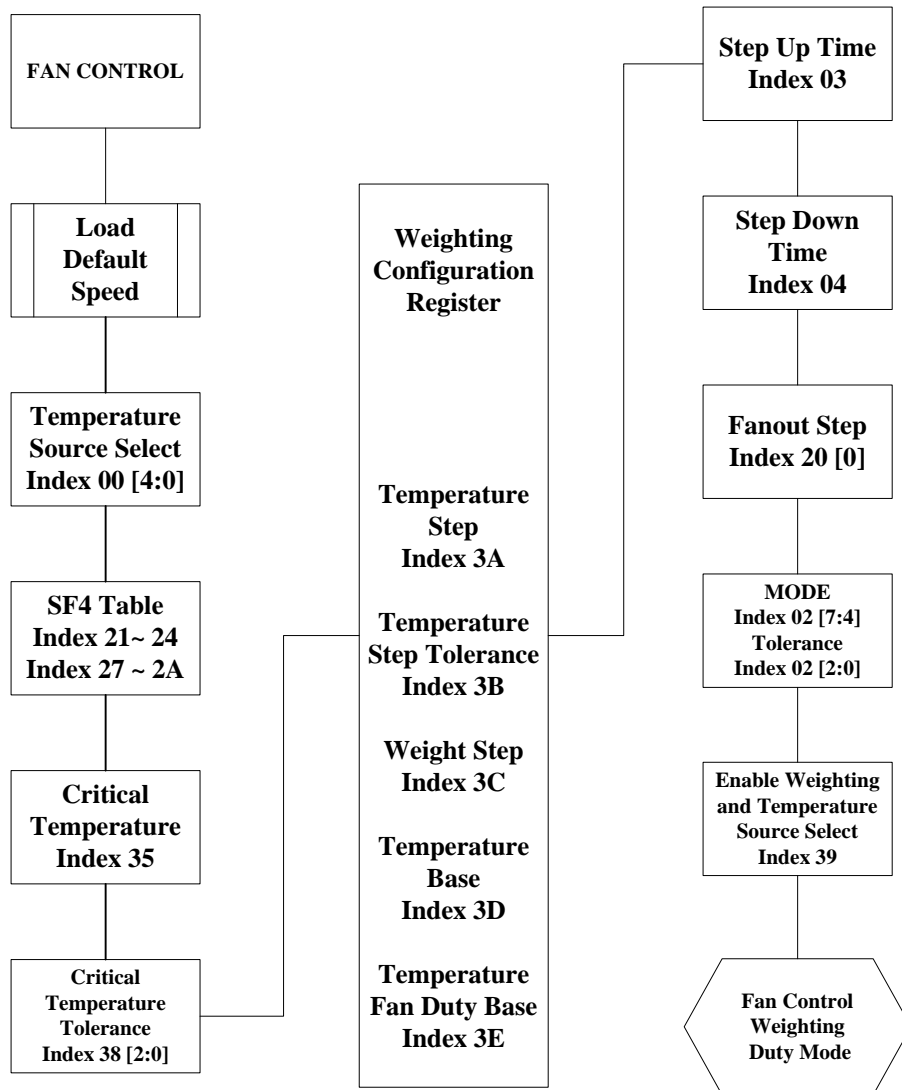 FAN CONTROL
Load
Default
Speed
Temperature
Source Select
Index 00 [4:0]
SF4 Table
Index 21~ 24
Index 27 ~ 2A
Critical
Temperature
Index 35
Critical
Temperature
Tolerance
Index 38 [2:0]
Weighting
Configuration
Register
Temperature
Step
Index 3A
Temperature
Step Tolerance
Index 3B
Weight Step
Index 3C
Temperature
Base
Index 3D
Temperature
Fan Duty Base
Index 3E
Step Up Time
Index 03
Step Down
Time
Index 04
Fanout Step
Index 20 [0]
MODE
Index 02 [7:4]
Tolerance
Index 02 [2:0]
Enable Weighting
and Temperature
Source Select
Index 39
Fan Control
Weighting
Duty Mode